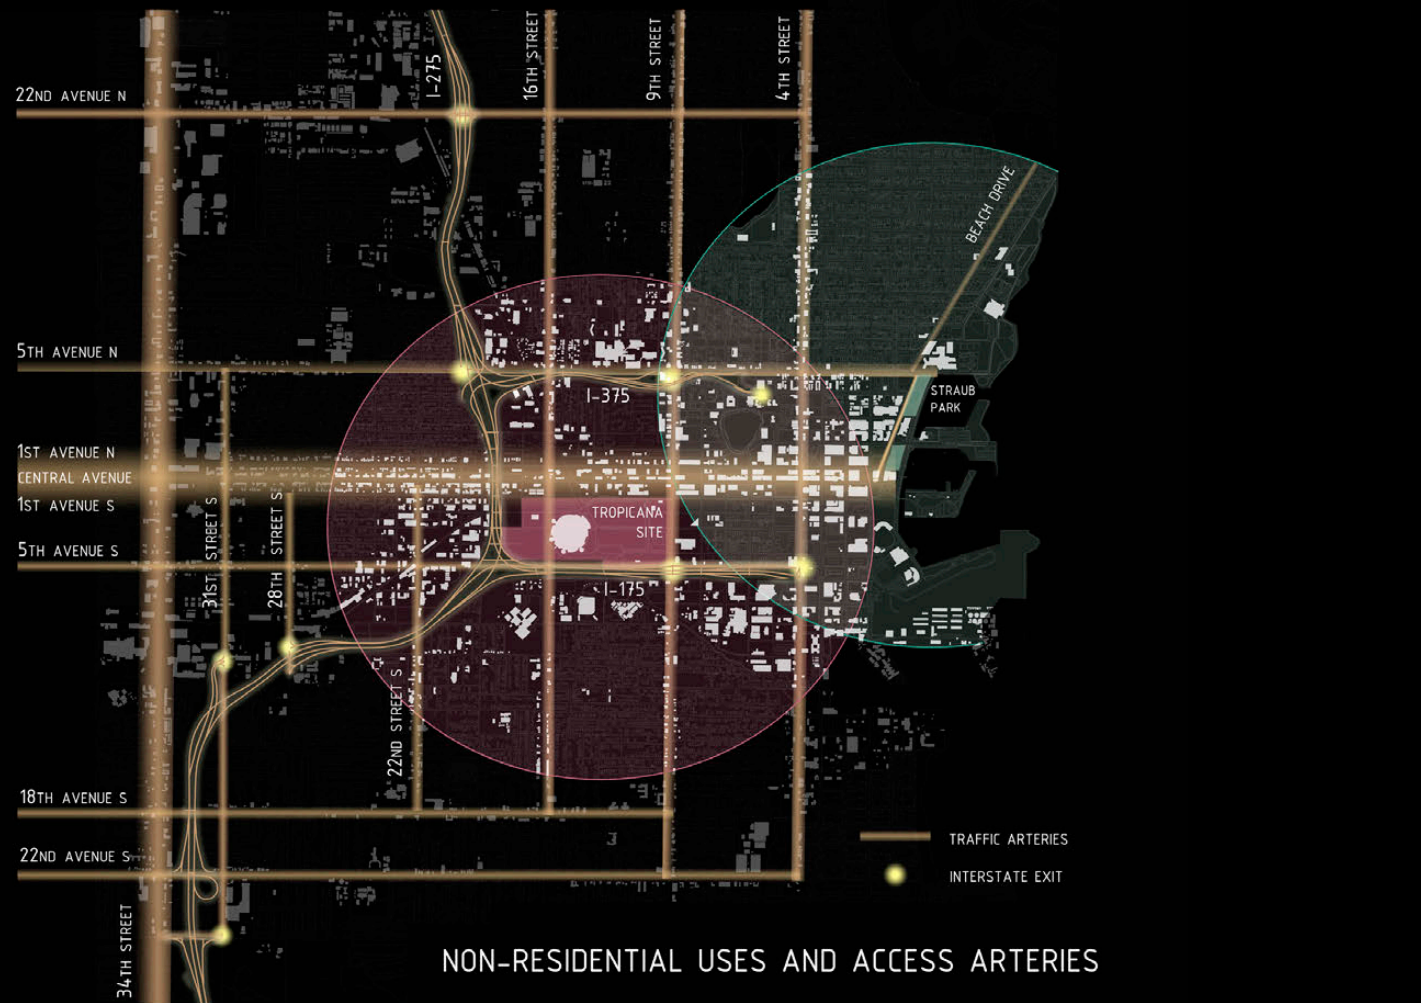 I-275
16TH STREET
9TH STREET
4TH STREET
22ND AVENUE N
BEACH DRIVE
5TH AVENUE N
I-375
STRAUB
PARK
1ST AVENUE N
CENTRAL AVENUE
1ST AVENUE S
TROPICANA
SITE
5TH AVENUE S
31ST STRBET S
28TH STREET S
I-175
22ND STREET S
18TH AVENUE S
22ND AVENUE S
34TH STREET
TRAFFIC ARTERIES
INTERSTATE EXIT
NON-RESIDENTIAL USES AND ACCESS ARTERIES